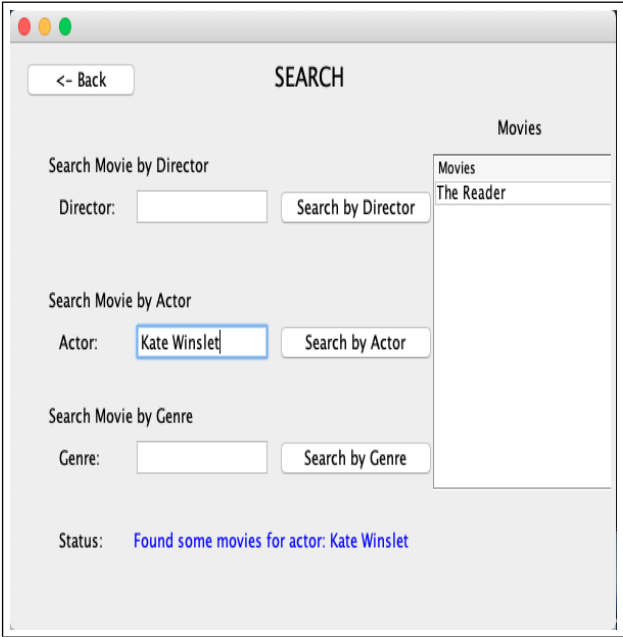 <- Back
SEARCH
Movies
Search Movie by Director
Movies
Director:
Search by Director
The Reader
Search Movie by Actor
Actor:
Kate Winslet
Search by Actor
Search Movie by Genre
Genre:
Search by Genre
Status:
Found some movies for actor: Kate Winslet